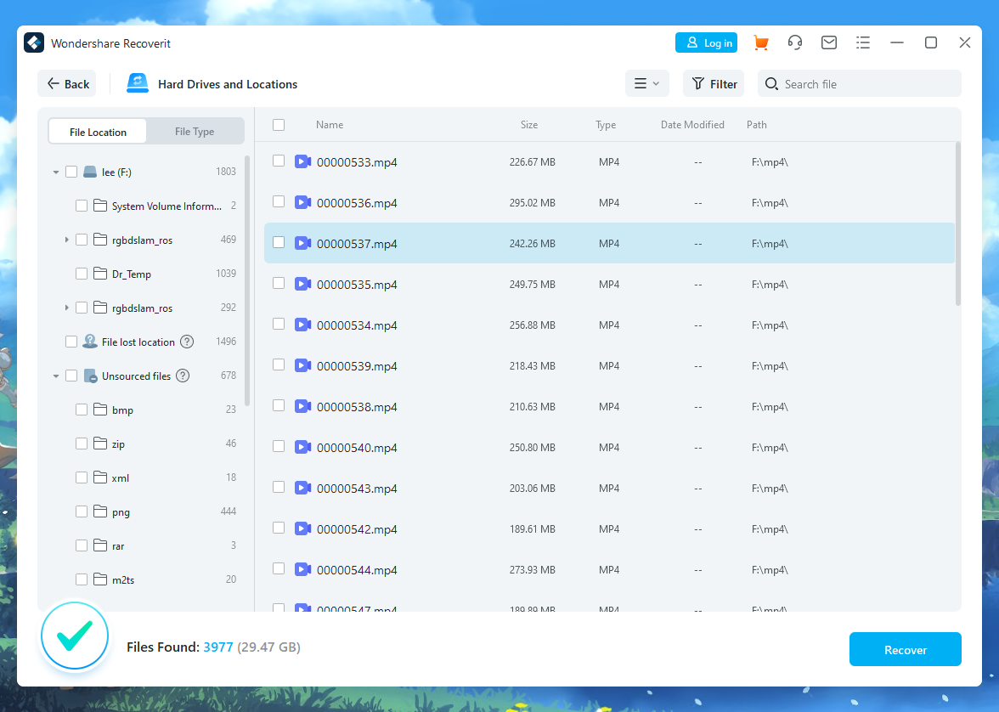 Wondershare Recoverit
Log in
Back
Hard Drives and Locations
Filter
Search file
File Location
File Type
lee (F:) 1803
System Volume Inform... 2
rgbdslam_ros 469
Dr_Temp 1039
rgbdslam_ros 292
File lost location ? 1496
Unsourced files ? 678
bmp 23
zip 46
xml 18
png 444
rar 3
m2ts 20
Name Size Type Date Modified Path
00000533.mp4 226.67 MB MP4 -- F:\mp4\
00000536.mp4 295.02 MB MP4 -- F:\mp4\
00000537.mp4 242.26 MB MP4 -- F:\mp4\
00000535.mp4 249.75 MB MP4 -- F:\mp4\
00000534.mp4 256.88 MB MP4 -- F:\mp4\
00000539.mp4 218.43 MB MP4 -- F:\mp4\
00000538.mp4 210.63 MB MP4 -- F:\mp4\
00000540.mp4 250.80 MB MP4 -- F:\mp4\
00000543.mp4 203.06 MB MP4 -- F:\mp4\
00000542.mp4 189.61 MB MP4 -- F:\mp4\
00000544.mp4 273.93 MB MP4 -- F:\mp4\
00000547.mp4 189.89 MB MP4 -- F:\mp4\
Files Found: 3977 (29.47 GB)
Recover